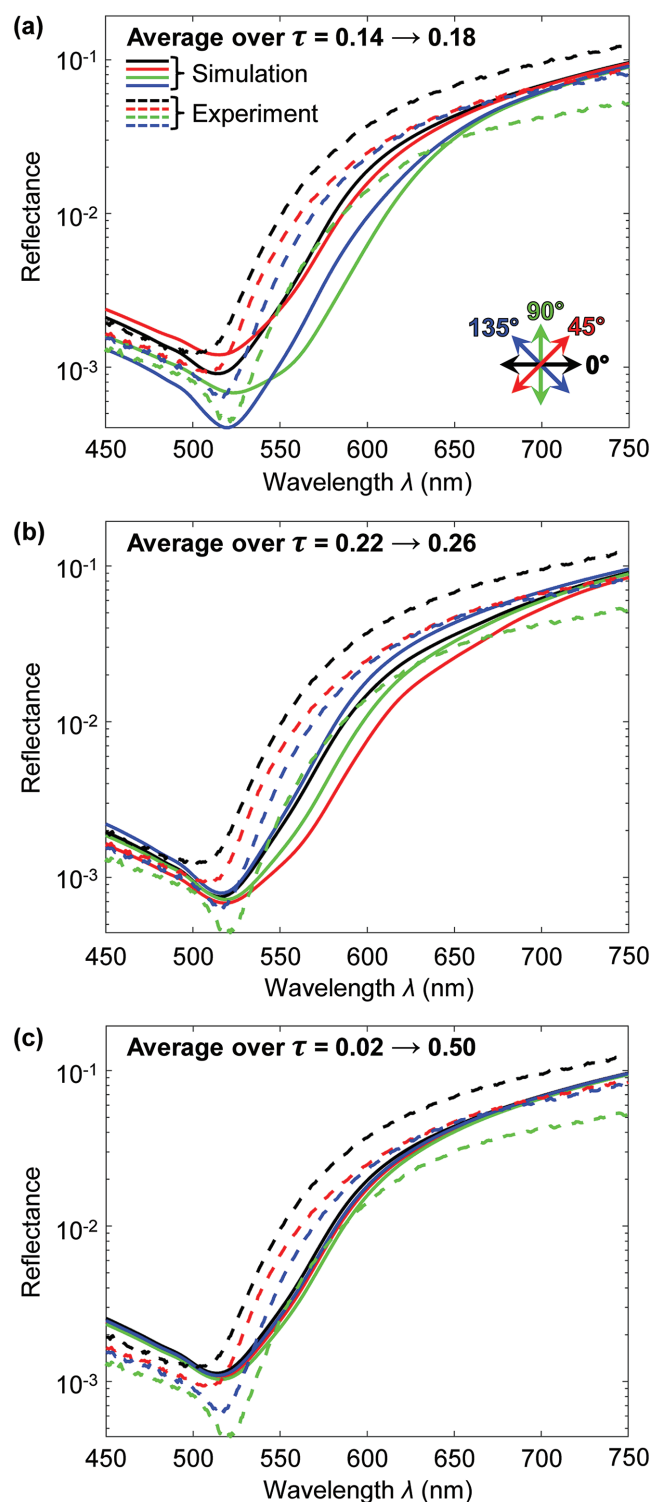 (a)
Average over τ = 0.14 → 0.18
Simulation
Experiment
10⁻¹
10⁻²
10⁻³
Reflectance
135°
90°
45°
0°
450 500 550 600 650 700 750
Wavelength λ (nm)
(b)
Average over τ = 0.22 → 0.26
10⁻¹
10⁻²
10⁻³
Reflectance
450 500 550 600 650 700 750
Wavelength λ (nm)
(c)
Average over τ = 0.02 → 0.50
10⁻¹
10⁻²
10⁻³
Reflectance
450 500 550 600 650 700 750
Wavelength λ (nm)